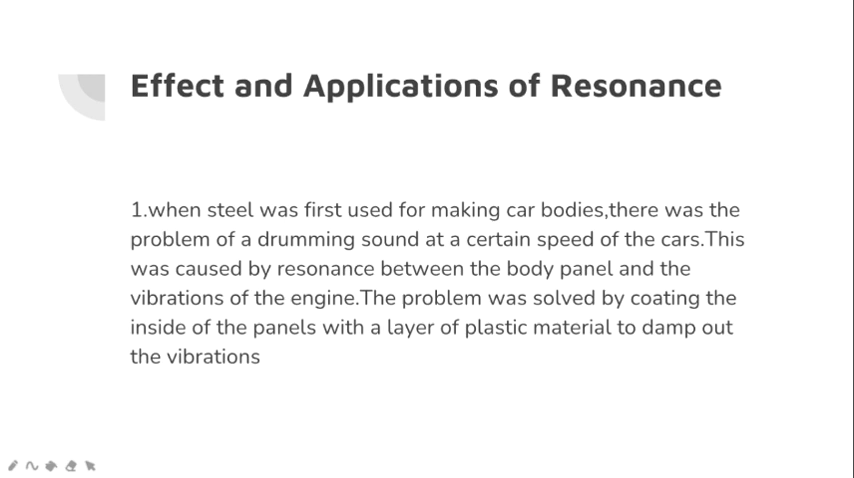 Effect and Applications of Resonance
1.when steel was first used for making car bodies,there was the
problem of a drumming sound at a certain speed of the cars.This
was caused by resonance between the body panel and the
vibrations of the engine.The problem was solved by coating the
inside of the panels with a layer of plastic material to damp out
the vibrations